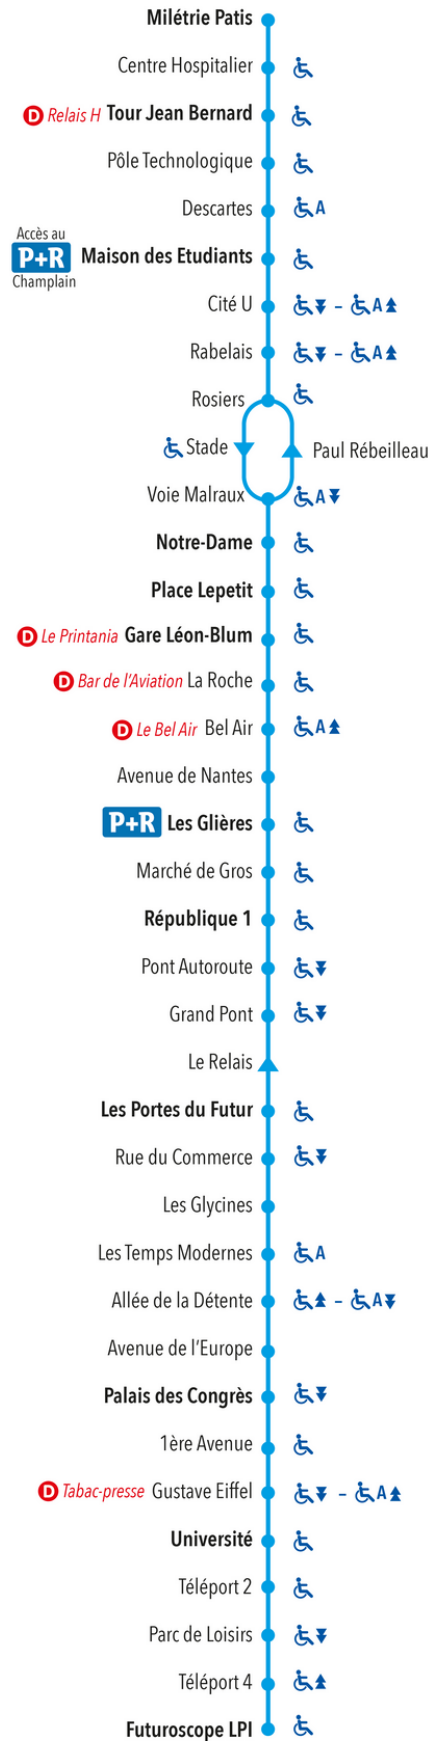 Milétrie Patis
Centre Hospitalier
D Relais H Tour Jean Bernard
Pôle Technologique
Descartes A
Accès au
P+R Maison des Etudiants
Champlain
Cité U – A
Rabelais – A
Rosiers
Stade Paul Rébeilleau
Voie Malraux A
Notre-Dame
Place Lepetit
D Le Printania Gare Léon-Blum
D Bar de l'Aviation La Roche
D Le Bel Air Bel Air A
Avenue de Nantes
P+R Les Glières
Marché de Gros
République 1
Pont Autoroute
Grand Pont
Le Relais
Les Portes du Futur
Rue du Commerce
Les Glycines
Les Temps Modernes A
Allée de la Détente – A
Avenue de l'Europe
Palais des Congrès
1ère Avenue
D Tabac-presse Gustave Eiffel – A
Université
Téléport 2
Parc de Loisirs
Téléport 4
Futuroscope LPI